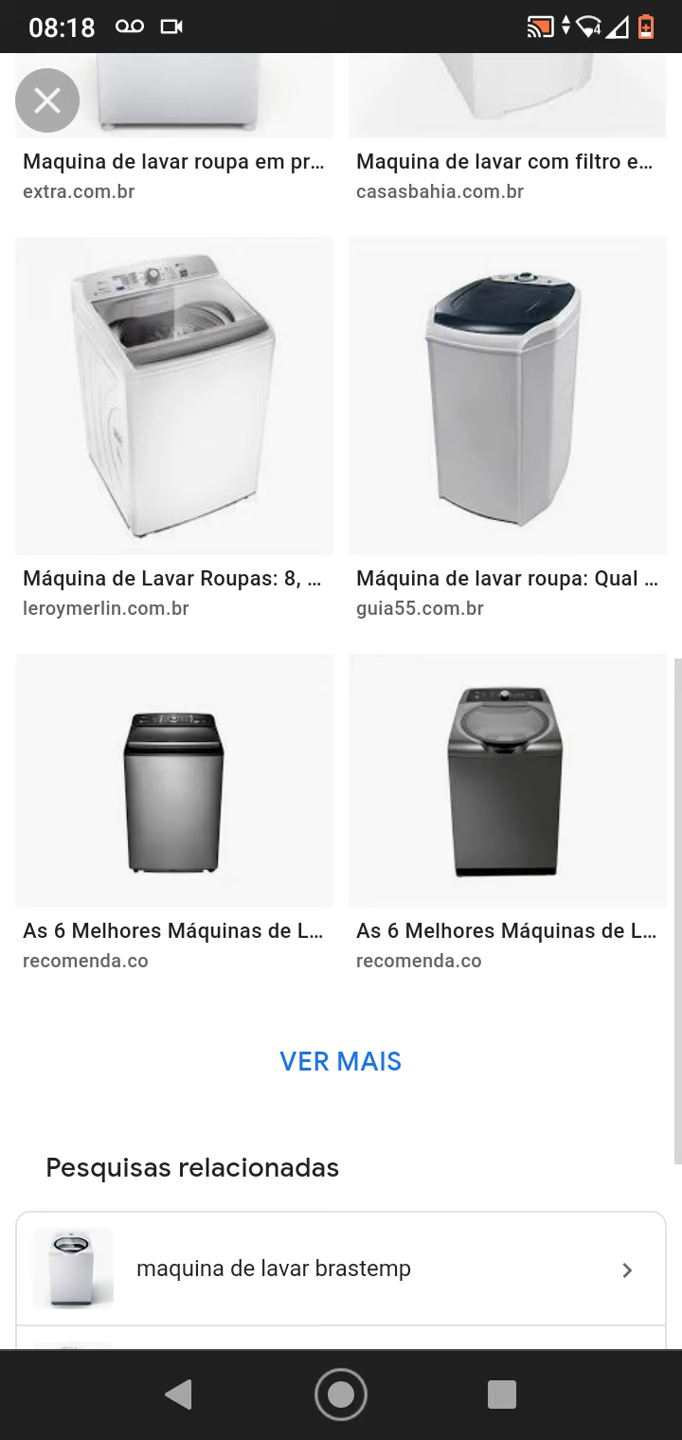 08:18
4
Maquina de lavar roupa em pr...
extra.com.br
Maquina de lavar com filtro e...
casasbahia.com.br
Máquina de Lavar Roupas: 8, ...
leroymerlin.com.br
Máquina de lavar roupa: Qual ...
guia55.com.br
As 6 Melhores Máquinas de L...
recomenda.co
As 6 Melhores Máquinas de L...
recomenda.co
VER MAIS
Pesquisas relacionadas
maquina de lavar brastemp